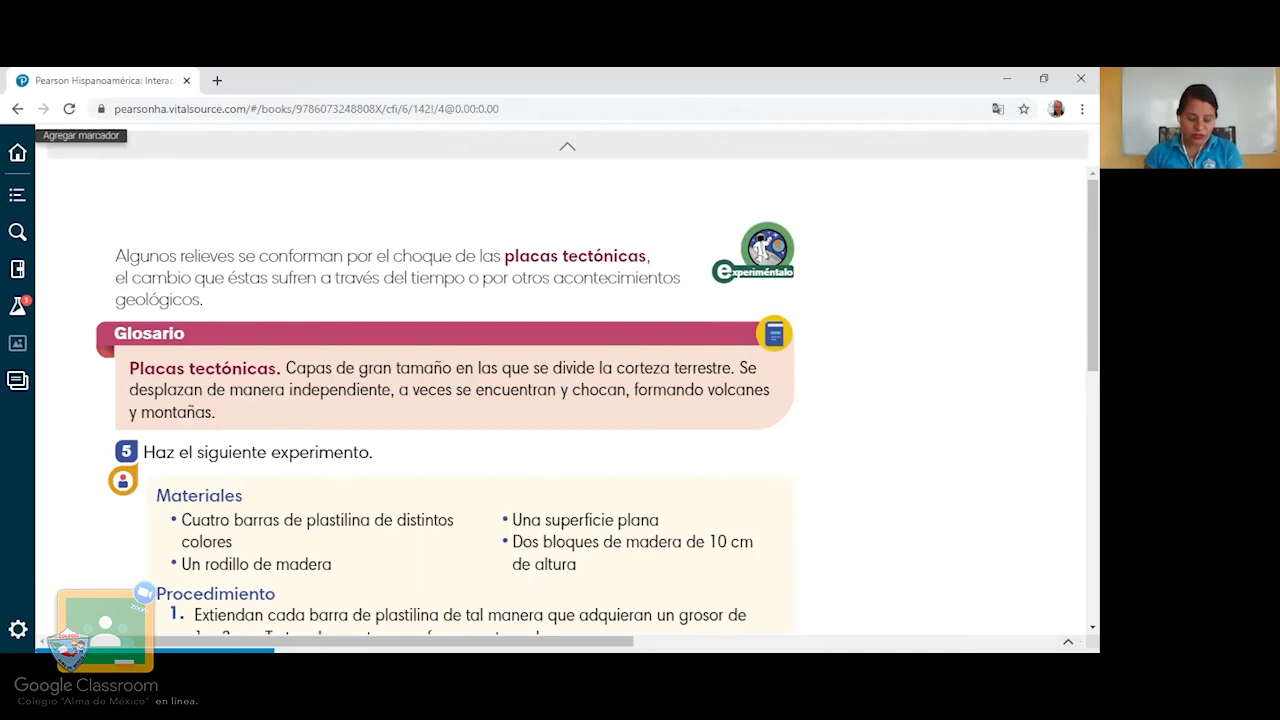 Pearson Hispanoamérica: Interac
pearsonha.vitalsource.com/#/books/9786073248808X/cfi/6/142!/4@0.00:0.00
Agregar marcador
1
Algunos relieves se conforman por el choque de las placas tectónicas,
el cambio que éstas sufren a través del tiempo o por otros acontecimientos
geológicos.
experiméntalo
Glosario
Placas tectónicas. Capas de gran tamaño en las que se divide la corteza terrestre. Se
desplazan de manera independiente, a veces se encuentran y chocan, formando volcanes
y montañas.
5 Haz el siguiente experimento.
Materiales
• Cuatro barras de plastilina de distintos
colores
• Un rodillo de madera
• Una superficie plana
• Dos bloques de madera de 10 cm
de altura
Procedimiento
1. Extiendan cada barra de plastilina de tal manera que adquieran un grosor de
zoom
COLEGIO
Google Classroom
Colegio "Alma de México" en línea.